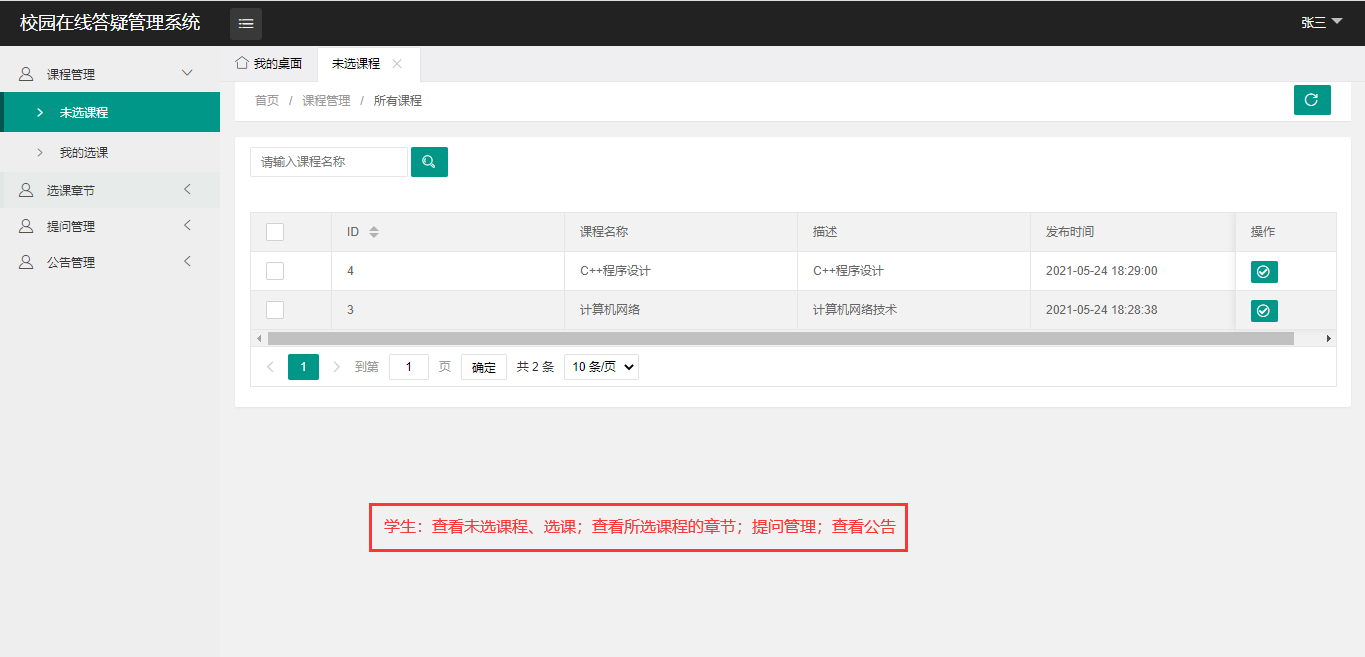 校园在线答疑管理系统
张三
课程管理
未选课程
我的选课
选课章节
提问管理
公告管理
我的桌面
未选课程
首页 / 课程管理 / 所有课程
请输入课程名称
ID 课程名称 描述 发布时间 操作
4 C++程序设计 C++程序设计 2021-05-24 18:29:00
3 计算机网络 计算机网络技术 2021-05-24 18:28:38
1 到第 1 页 确定 共 2 条 10 条/页
学生：查看未选课程、选课；查看所选课程的章节；提问管理；查看公告